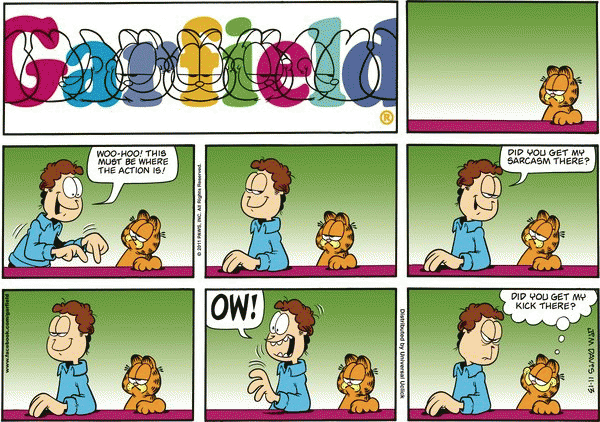 Garfield
®
WOO-HOO! THIS
MUST BE WHERE
THE ACTION IS!
© 2011 PAWS, INC. All Rights Reserved.
DID YOU GET MY
SARCASM THERE?
www.facebook.com/garfield
OW!
Distributed by Universal Uclick
DID YOU GET MY
KICK THERE?
JIM DAVIS 11-13